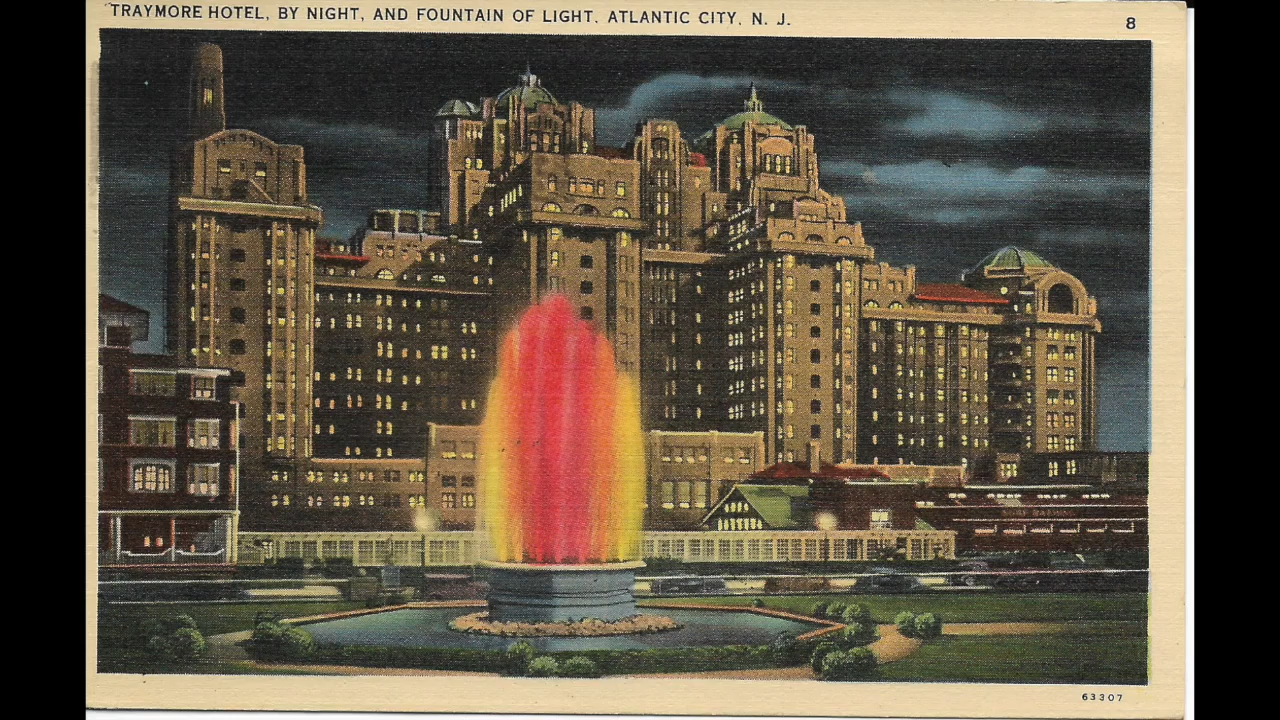 TRAYMORE HOTEL, BY NIGHT, AND FOUNTAIN OF LIGHT. ATLANTIC CITY, N. J.
8
63307